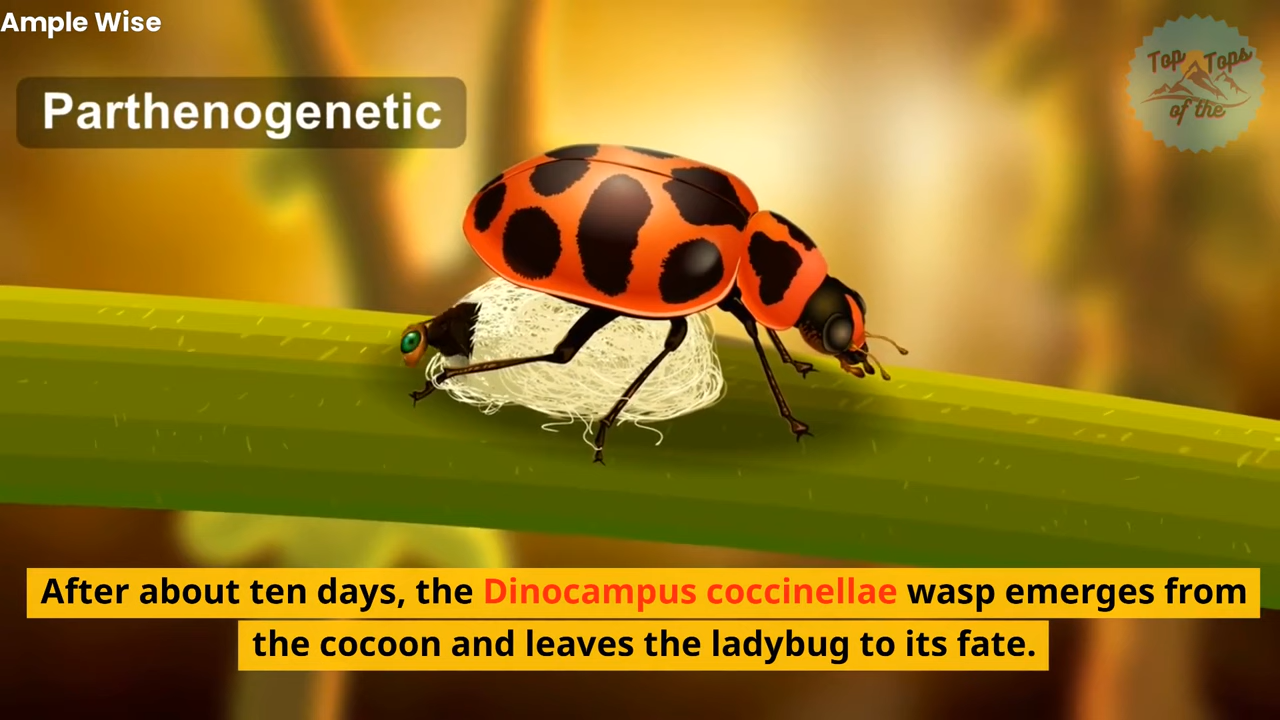 Ample Wise
Top Tops
of the
Parthenogenetic
After about ten days, the Dinocampus coccinellae wasp emerges from
the cocoon and leaves the ladybug to its fate.